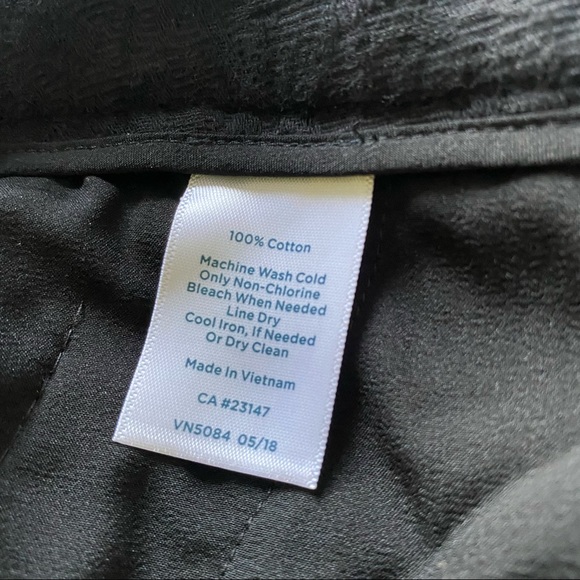 100% Cotton
Machine Wash Cold
Only Non-Chlorine
Bleach When Needed
Line Dry
Cool Iron, If Needed
Or Dry Clean
Made In Vietnam
CA #23147
VN5084 05/18